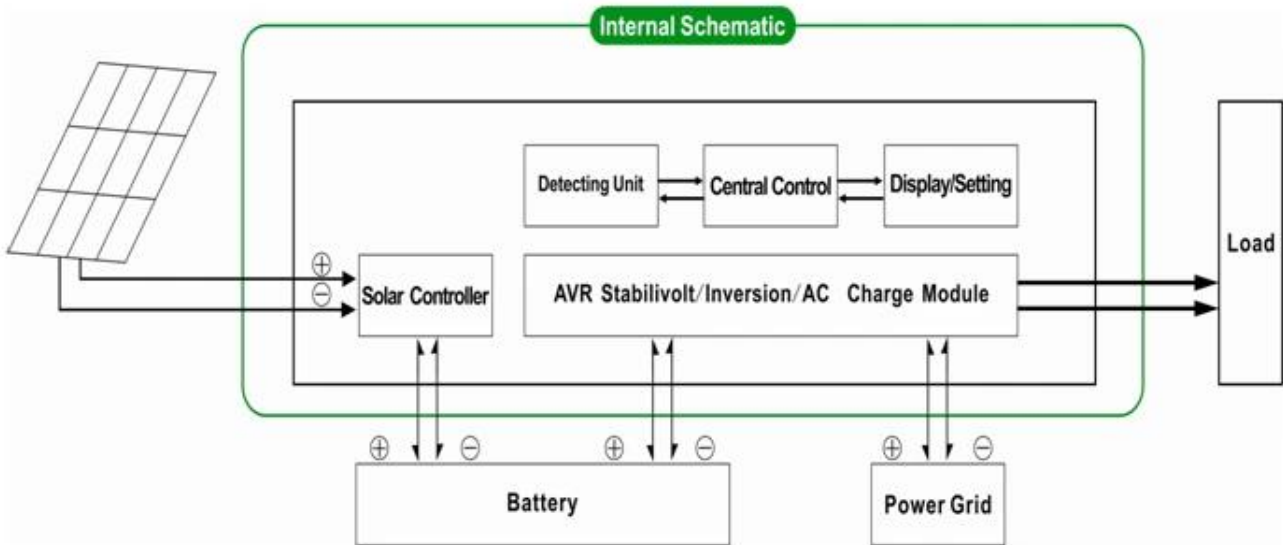 Internal Schematic
Detecting Unit
Central Control
Display/Setting
Load
⊕
⊖
Solar Controller
AVR Stabilivolt/Inversion/AC Charge Module
⊕ ⊖ ⊕ ⊖ ⊕ ⊖
Battery
Power Grid